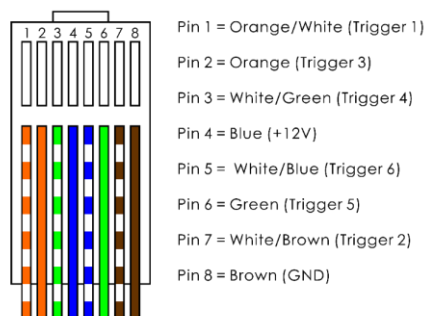 1 2 3 4 5 6 7 8
Pin 1 = Orange/White (Trigger 1)
Pin 2 = Orange (Trigger 3)
Pin 3 = White/Green (Trigger 4)
Pin 4 = Blue (+12V)
Pin 5 = White/Blue (Trigger 6)
Pin 6 = Green (Trigger 5)
Pin 7 = White/Brown (Trigger 2)
Pin 8 = Brown (GND)